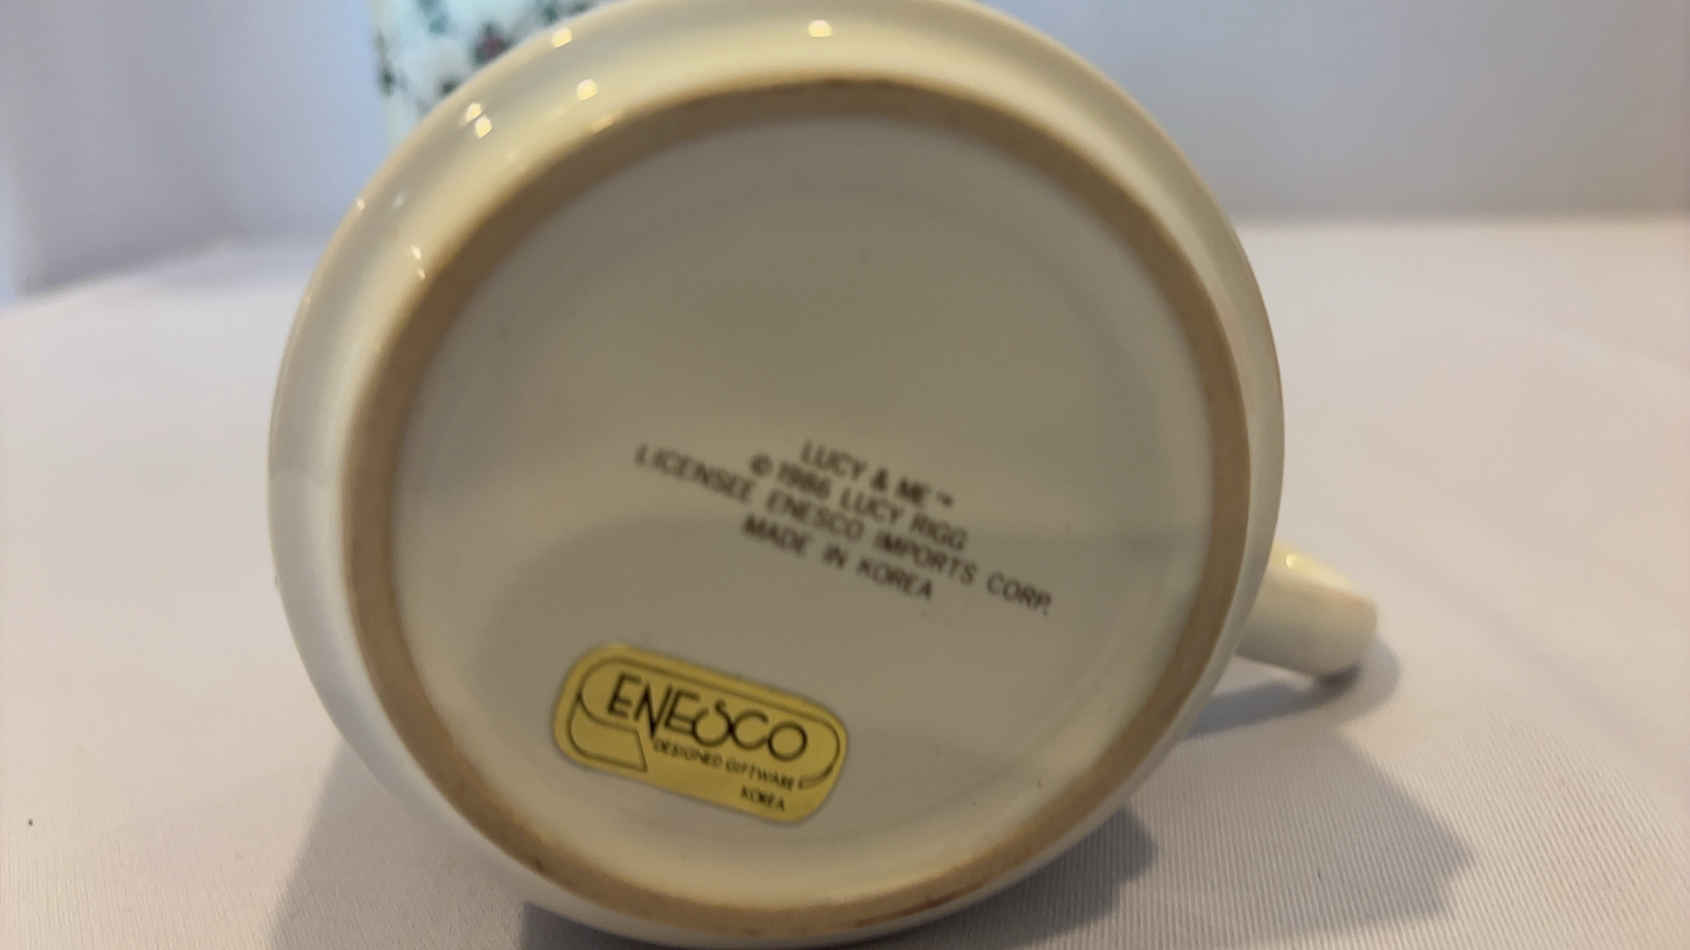 LUCY & ME™
© 1986 LUCY RIGG
LICENSEE ENESCO IMPORTS CORP.
MADE IN KOREA
ENESCO
DESIGNED GIFTWARE
KOREA